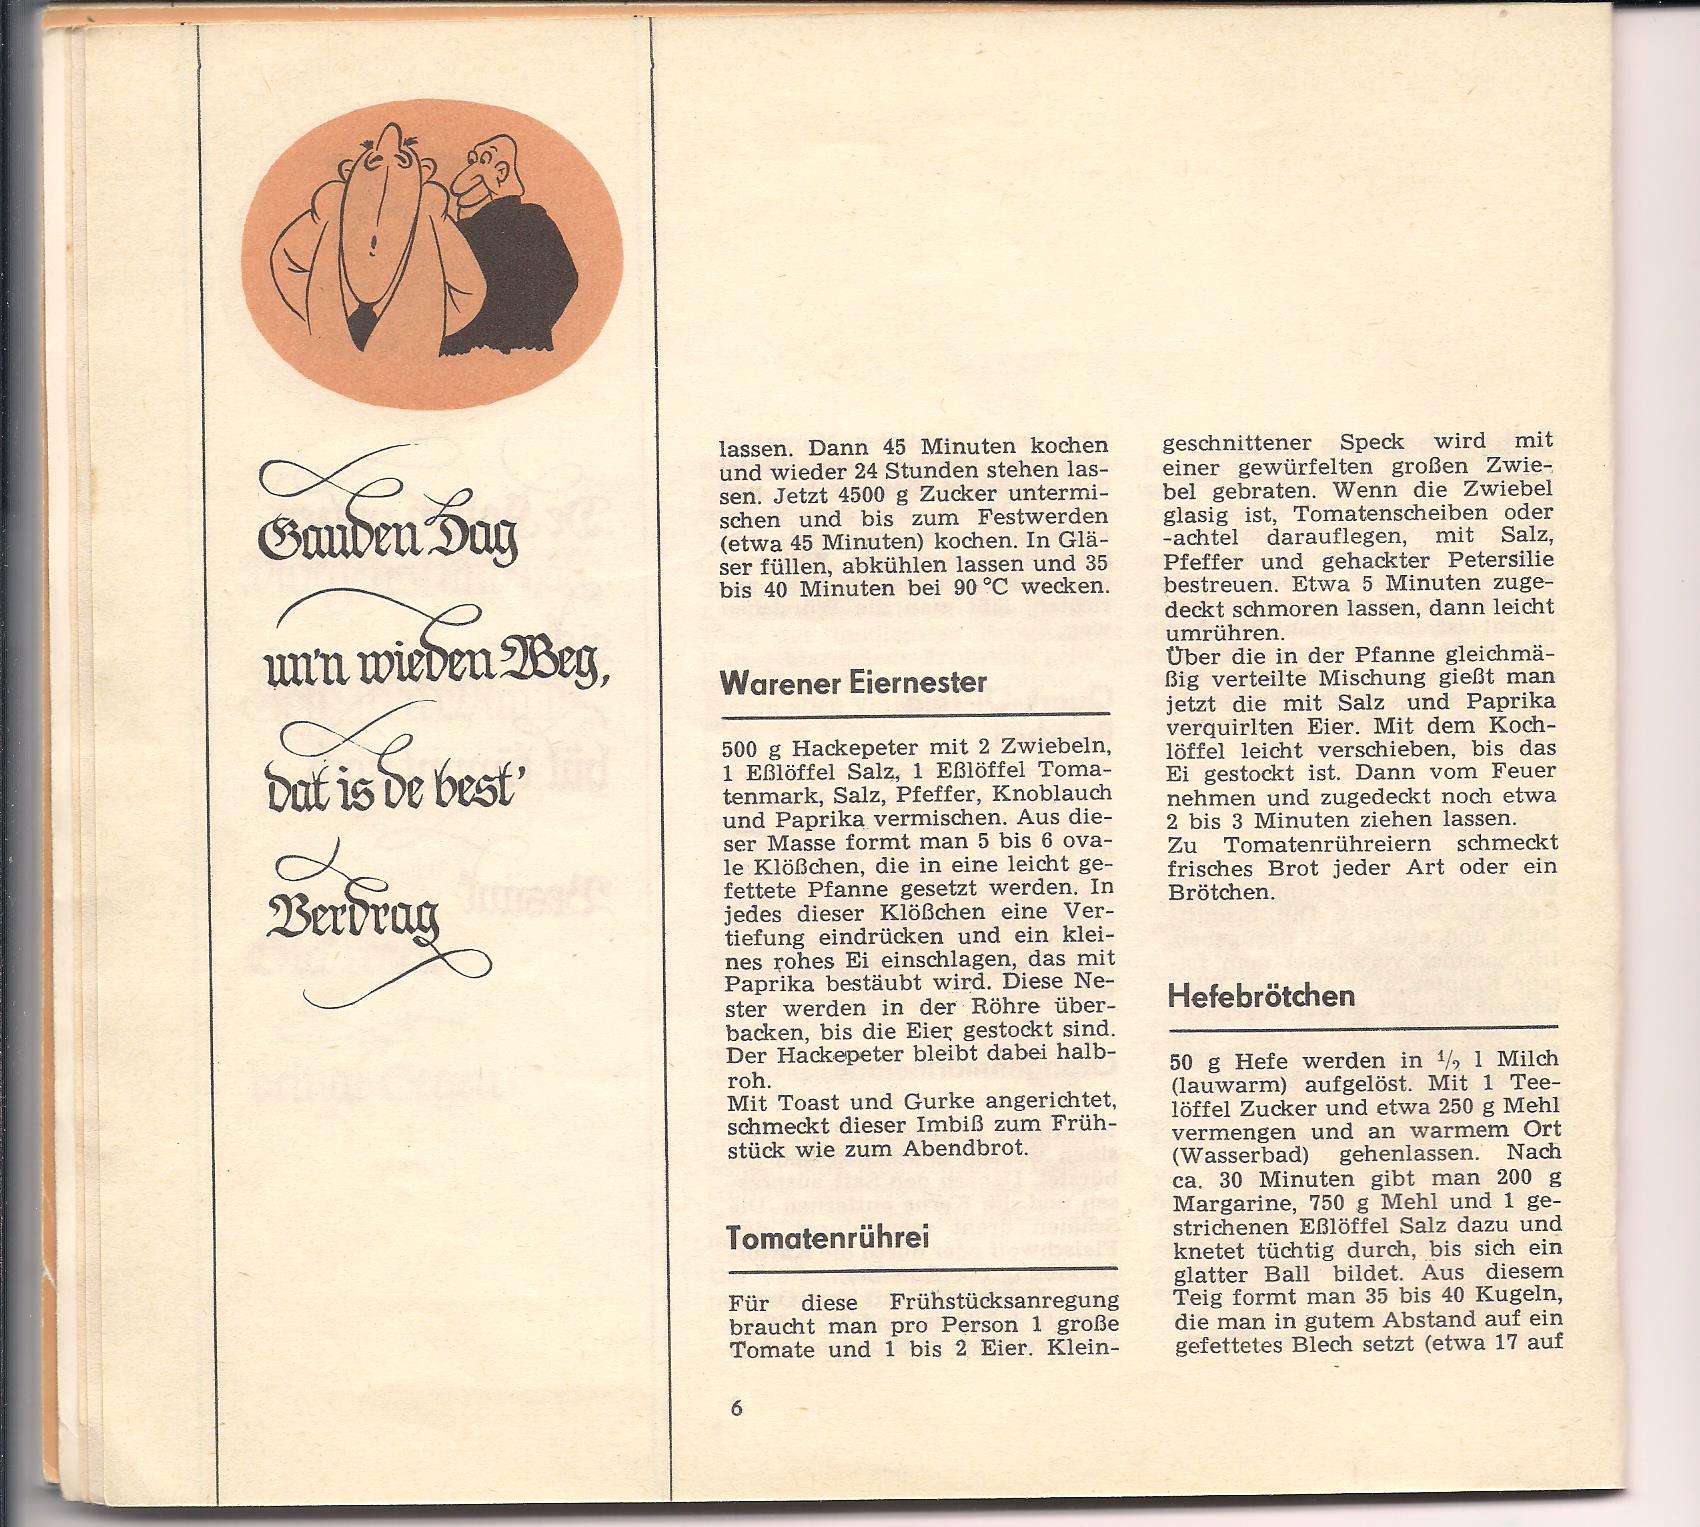 Gauden Dag
un'n wieden Weg,
dat is de best'
Verdrag
lassen. Dann 45 Minuten kochen
und wieder 24 Stunden stehen las-
sen. Jetzt 4500 g Zucker untermi-
schen und bis zum Festwerden
(etwa 45 Minuten) kochen. In Glä-
ser füllen, abkühlen lassen und 35
bis 40 Minuten bei 90 °C wecken.
Warener Eiernester
500 g Hackepeter mit 2 Zwiebeln,
1 Eßlöffel Salz, 1 Eßlöffel Toma-
tenmark, Salz, Pfeffer, Knoblauch
und Paprika vermischen. Aus die-
ser Masse formt man 5 bis 6 ova-
le Klößchen, die in eine leicht ge-
fettete Pfanne gesetzt werden. In
jedes dieser Klößchen eine Ver-
tiefung eindrücken und ein klei-
nes rohes Ei einschlagen, das mit
Paprika bestäubt wird. Diese Ne-
ster werden in der Röhre über-
backen, bis die Eier gestockt sind.
Der Hackepeter bleibt dabei halb-
roh.
Mit Toast und Gurke angerichtet,
schmeckt dieser Imbiß zum Früh-
stück wie zum Abendbrot.
Tomatenrührei
Für diese Frühstücksanregung
braucht man pro Person 1 große
Tomate und 1 bis 2 Eier. Klein-
geschnittener Speck wird mit
einer gewürfelten großen Zwie-
bel gebraten. Wenn die Zwiebel
glasig ist, Tomatenscheiben oder
-achtel darauflegen, mit Salz,
Pfeffer und gehackter Petersilie
bestreuen. Etwa 5 Minuten zuge-
deckt schmoren lassen, dann leicht
umrühren.
Über die in der Pfanne gleichmä-
ßig verteilte Mischung gießt man
jetzt die mit Salz und Paprika
verquirlten Eier. Mit dem Koch-
löffel leicht verschieben, bis das
Ei gestockt ist. Dann vom Feuer
nehmen und zugedeckt noch etwa
2 bis 3 Minuten ziehen lassen.
Zu Tomatenrühreiern schmeckt
frisches Brot jeder Art oder ein
Brötchen.
Hefebrötchen
50 g Hefe werden in 1/2 l Milch
(lauwarm) aufgelöst. Mit 1 Tee-
löffel Zucker und etwa 250 g Mehl
vermengen und an warmem Ort
(Wasserbad) gehenlassen. Nach
ca. 30 Minuten gibt man 200 g
Margarine, 750 g Mehl und 1 ge-
strichenen Eßlöffel Salz dazu und
knetet tüchtig durch, bis sich ein
glatter Ball bildet. Aus diesem
Teig formt man 35 bis 40 Kugeln,
die man in gutem Abstand auf ein
gefettetes Blech setzt (etwa 17 auf
6